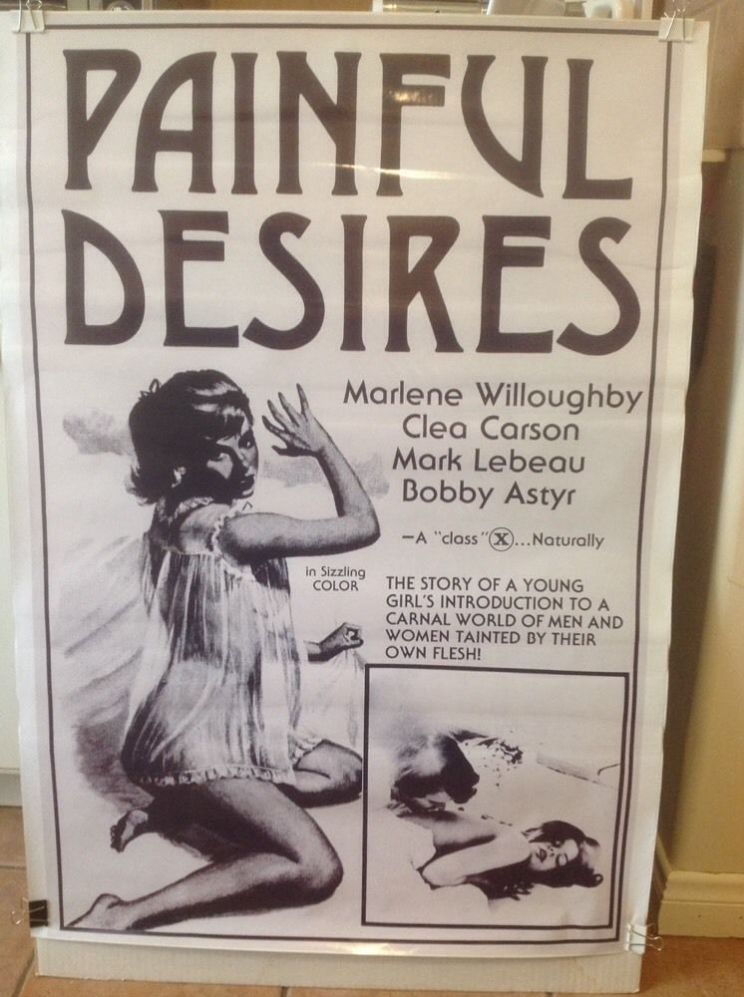 PAINFUL
DESIRES
Marlene Willoughby
Clea Carson
Mark Lebeau
Bobby Astyr
—A "class" X...Naturally
in Sizzling
COLOR
THE STORY OF A YOUNG
GIRL'S INTRODUCTION TO A
CARNAL WORLD OF MEN AND
WOMEN TAINTED BY THEIR
OWN FLESH!